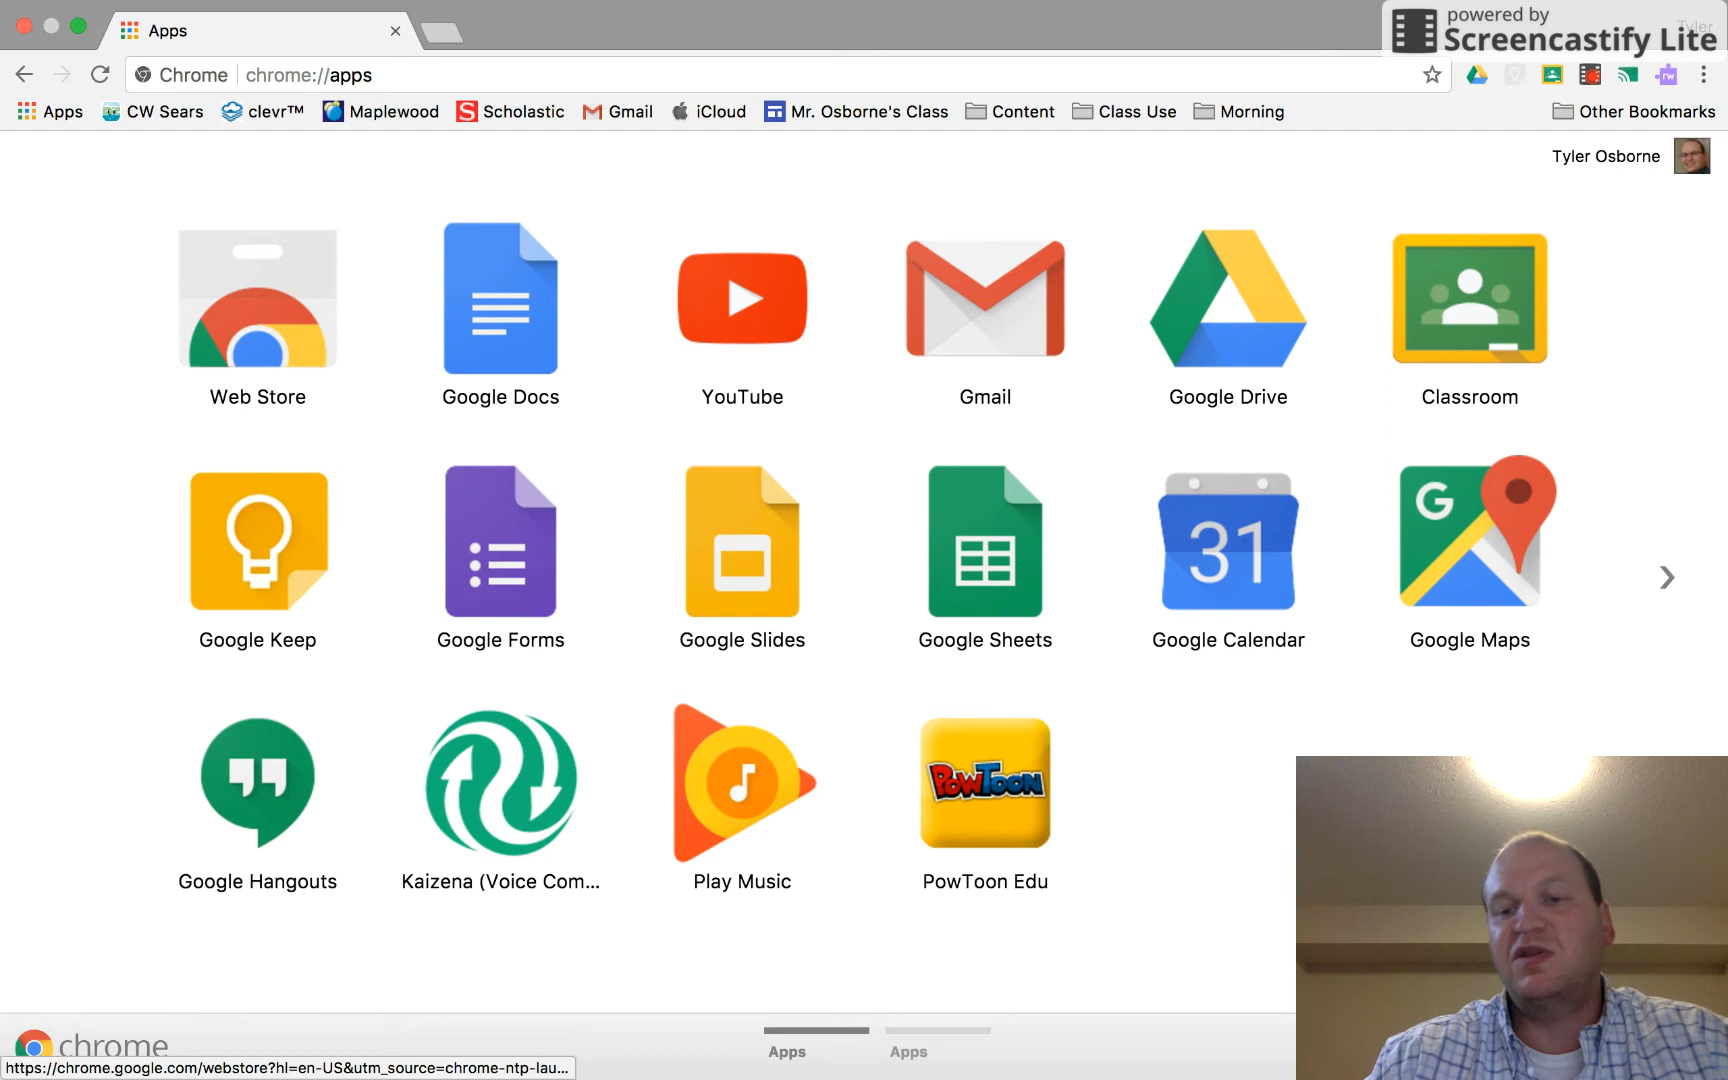 Apps
powered by
Tyler
Screencastify Lite
Chrome
chrome://apps
rw
Apps
CW Sears
clevr™
Maplewood
S Scholastic
Gmail
iCloud
Mr. Osborne's Class
Content
Class Use
Morning
Other Bookmarks
Tyler Osborne
Web Store
Google Docs
YouTube
Gmail
Google Drive
Classroom
31
G
Google Keep
Google Forms
Google Slides
Google Sheets
Google Calendar
Google Maps
PowToon
Google Hangouts
Kaizena (Voice Com...
Play Music
PowToon Edu
chrome
Apps
Apps
https://chrome.google.com/webstore?hl=en-US&utm_source=chrome-ntp-lau...